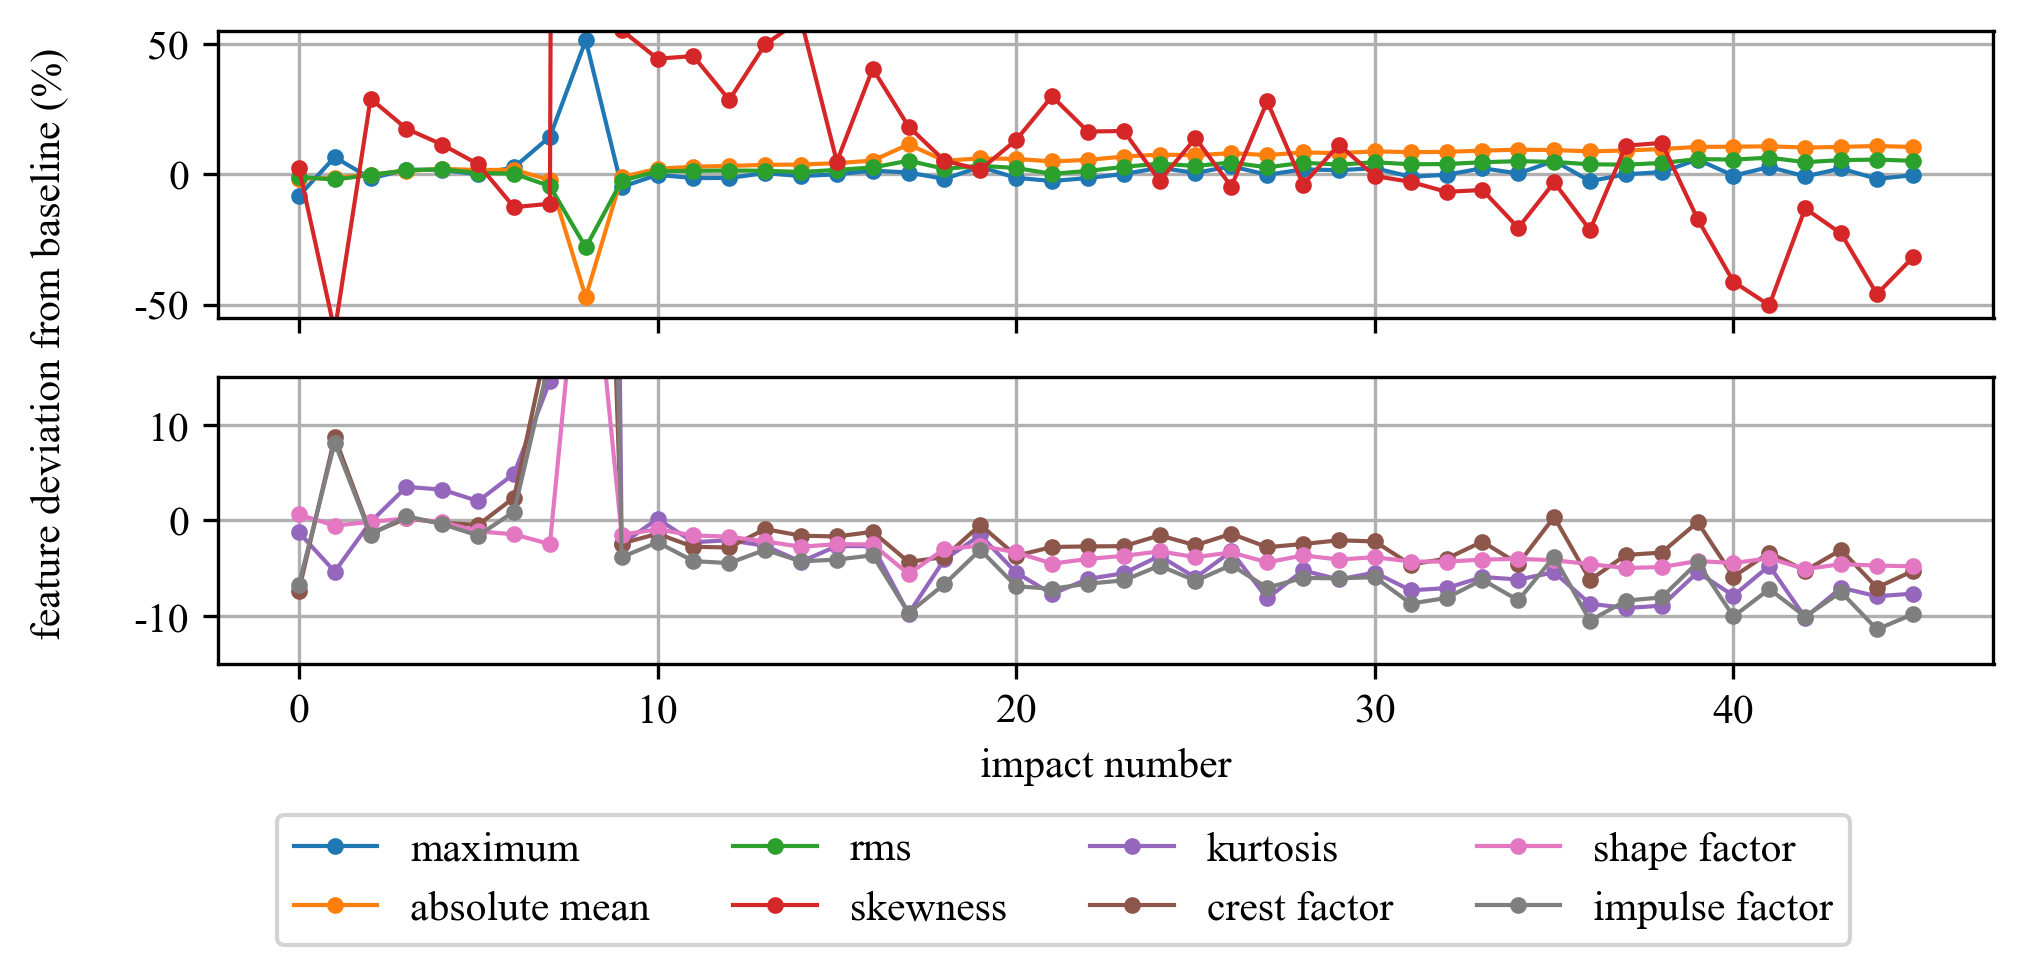 feature deviation from baseline (%)
50
0
-50
10
0
-10
0 10 20 30 40
impact number
maximum rms kurtosis shape factor
absolute mean skewness crest factor impulse factor